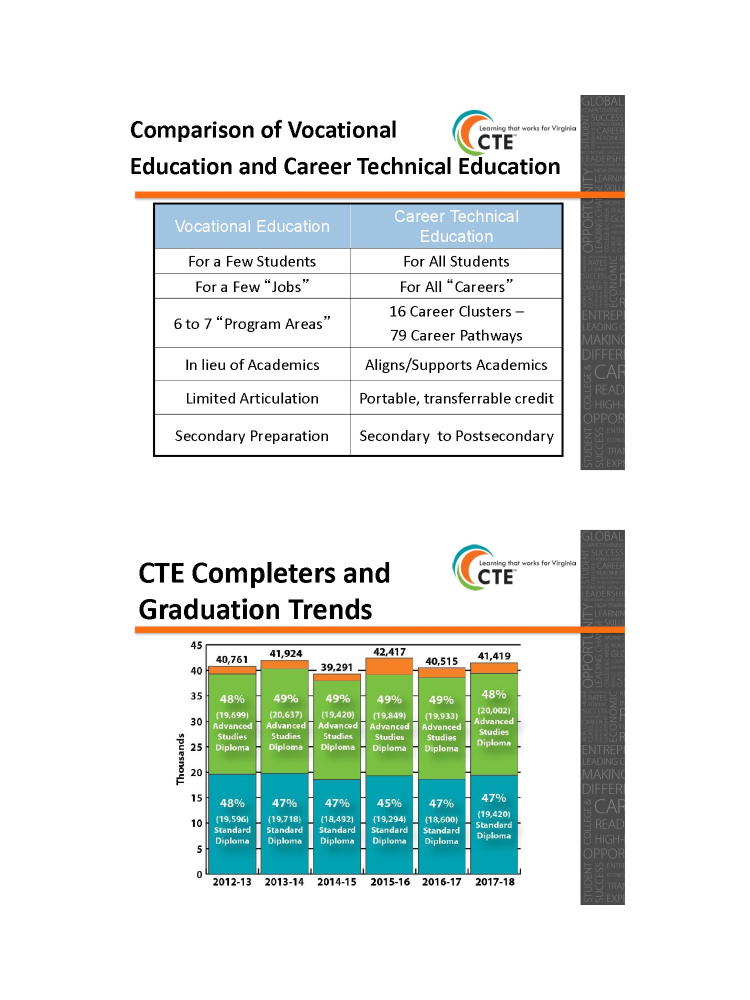 Comparison of Vocational
Education and Career Technical Education
Learning that works for Virginia
CTE™
Vocational Education
Career Technical
Education
For a Few Students
For All Students
For a Few “Jobs”
For All “Careers”
6 to 7 “Program Areas”
16 Career Clusters –
79 Career Pathways
In lieu of Academics
Aligns/Supports Academics
Limited Articulation
Portable, transferrable credit
Secondary Preparation
Secondary to Postsecondary
CTE Completers and
Graduation Trends
Learning that works for Virginia
CTE™
Thousands
45
40
35
30
25
20
15
10
5
0
40,761
48%
(19,699)
Advanced
Studies
Diploma
48%
(19,596)
Standard
Diploma
2012-13
41,924
49%
(20,637)
Advanced
Studies
Diploma
47%
(19,718)
Standard
Diploma
2013-14
39,291
49%
(19,420)
Advanced
Studies
Diploma
47%
(18,492)
Standard
Diploma
2014-15
42,417
49%
(19,849)
Advanced
Studies
Diploma
45%
(19,294)
Standard
Diploma
2015-16
40,515
49%
(19,933)
Advanced
Studies
Diploma
47%
(18,600)
Standard
Diploma
2016-17
41,419
48%
(20,002)
Advanced
Studies
Diploma
47%
(19,420)
Standard
Diploma
2017-18